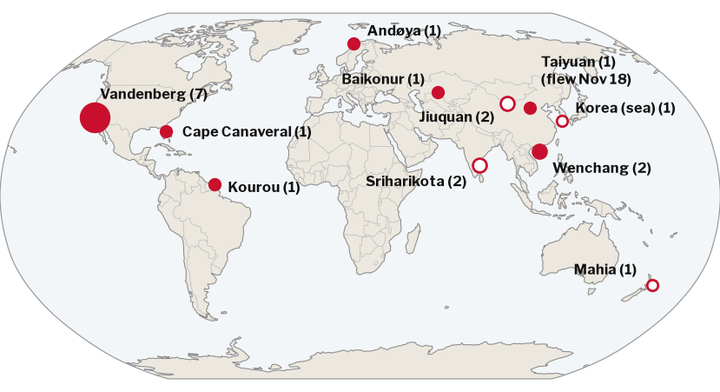 Andøya (1)
Taiyuan (1)
(flew Nov 18)
Baikonur (1)
Vandenberg (7)
Korea (sea) (1)
Jiuquan (2)
Cape Canaveral (1)
Wenchang (2)
Sriharikota (2)
Kourou (1)
Mahia (1)